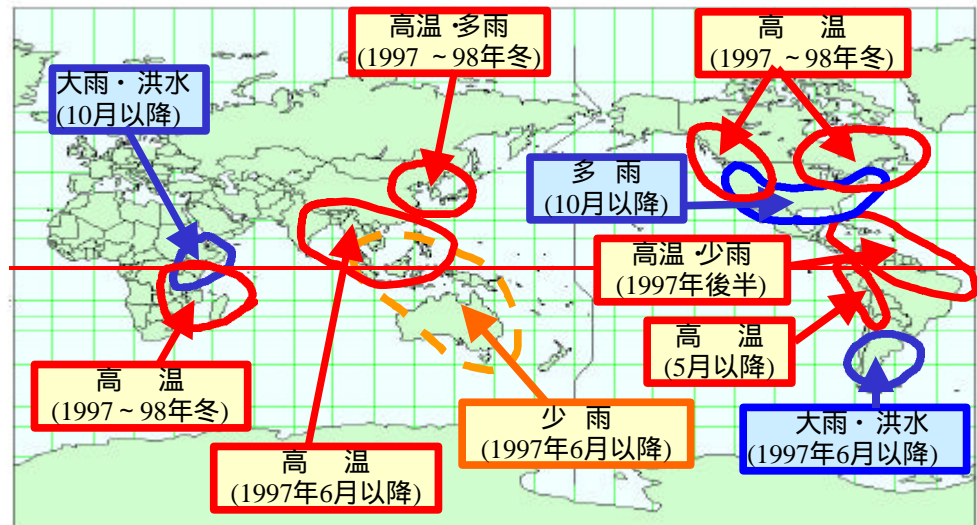 高温・多雨
(1997 ~ 98年冬)
高　温
(1997 ~ 98年冬)
大雨・洪水
(10月以降)
多 雨
(10月以降)
高温・少雨
(1997年後半)
高　温
(5月以降)
高　温
(1997~98年冬)
少 雨
(1997年6月以降)
大雨・洪水
(1997年6月以降)
高　温
(1997年6月以降)